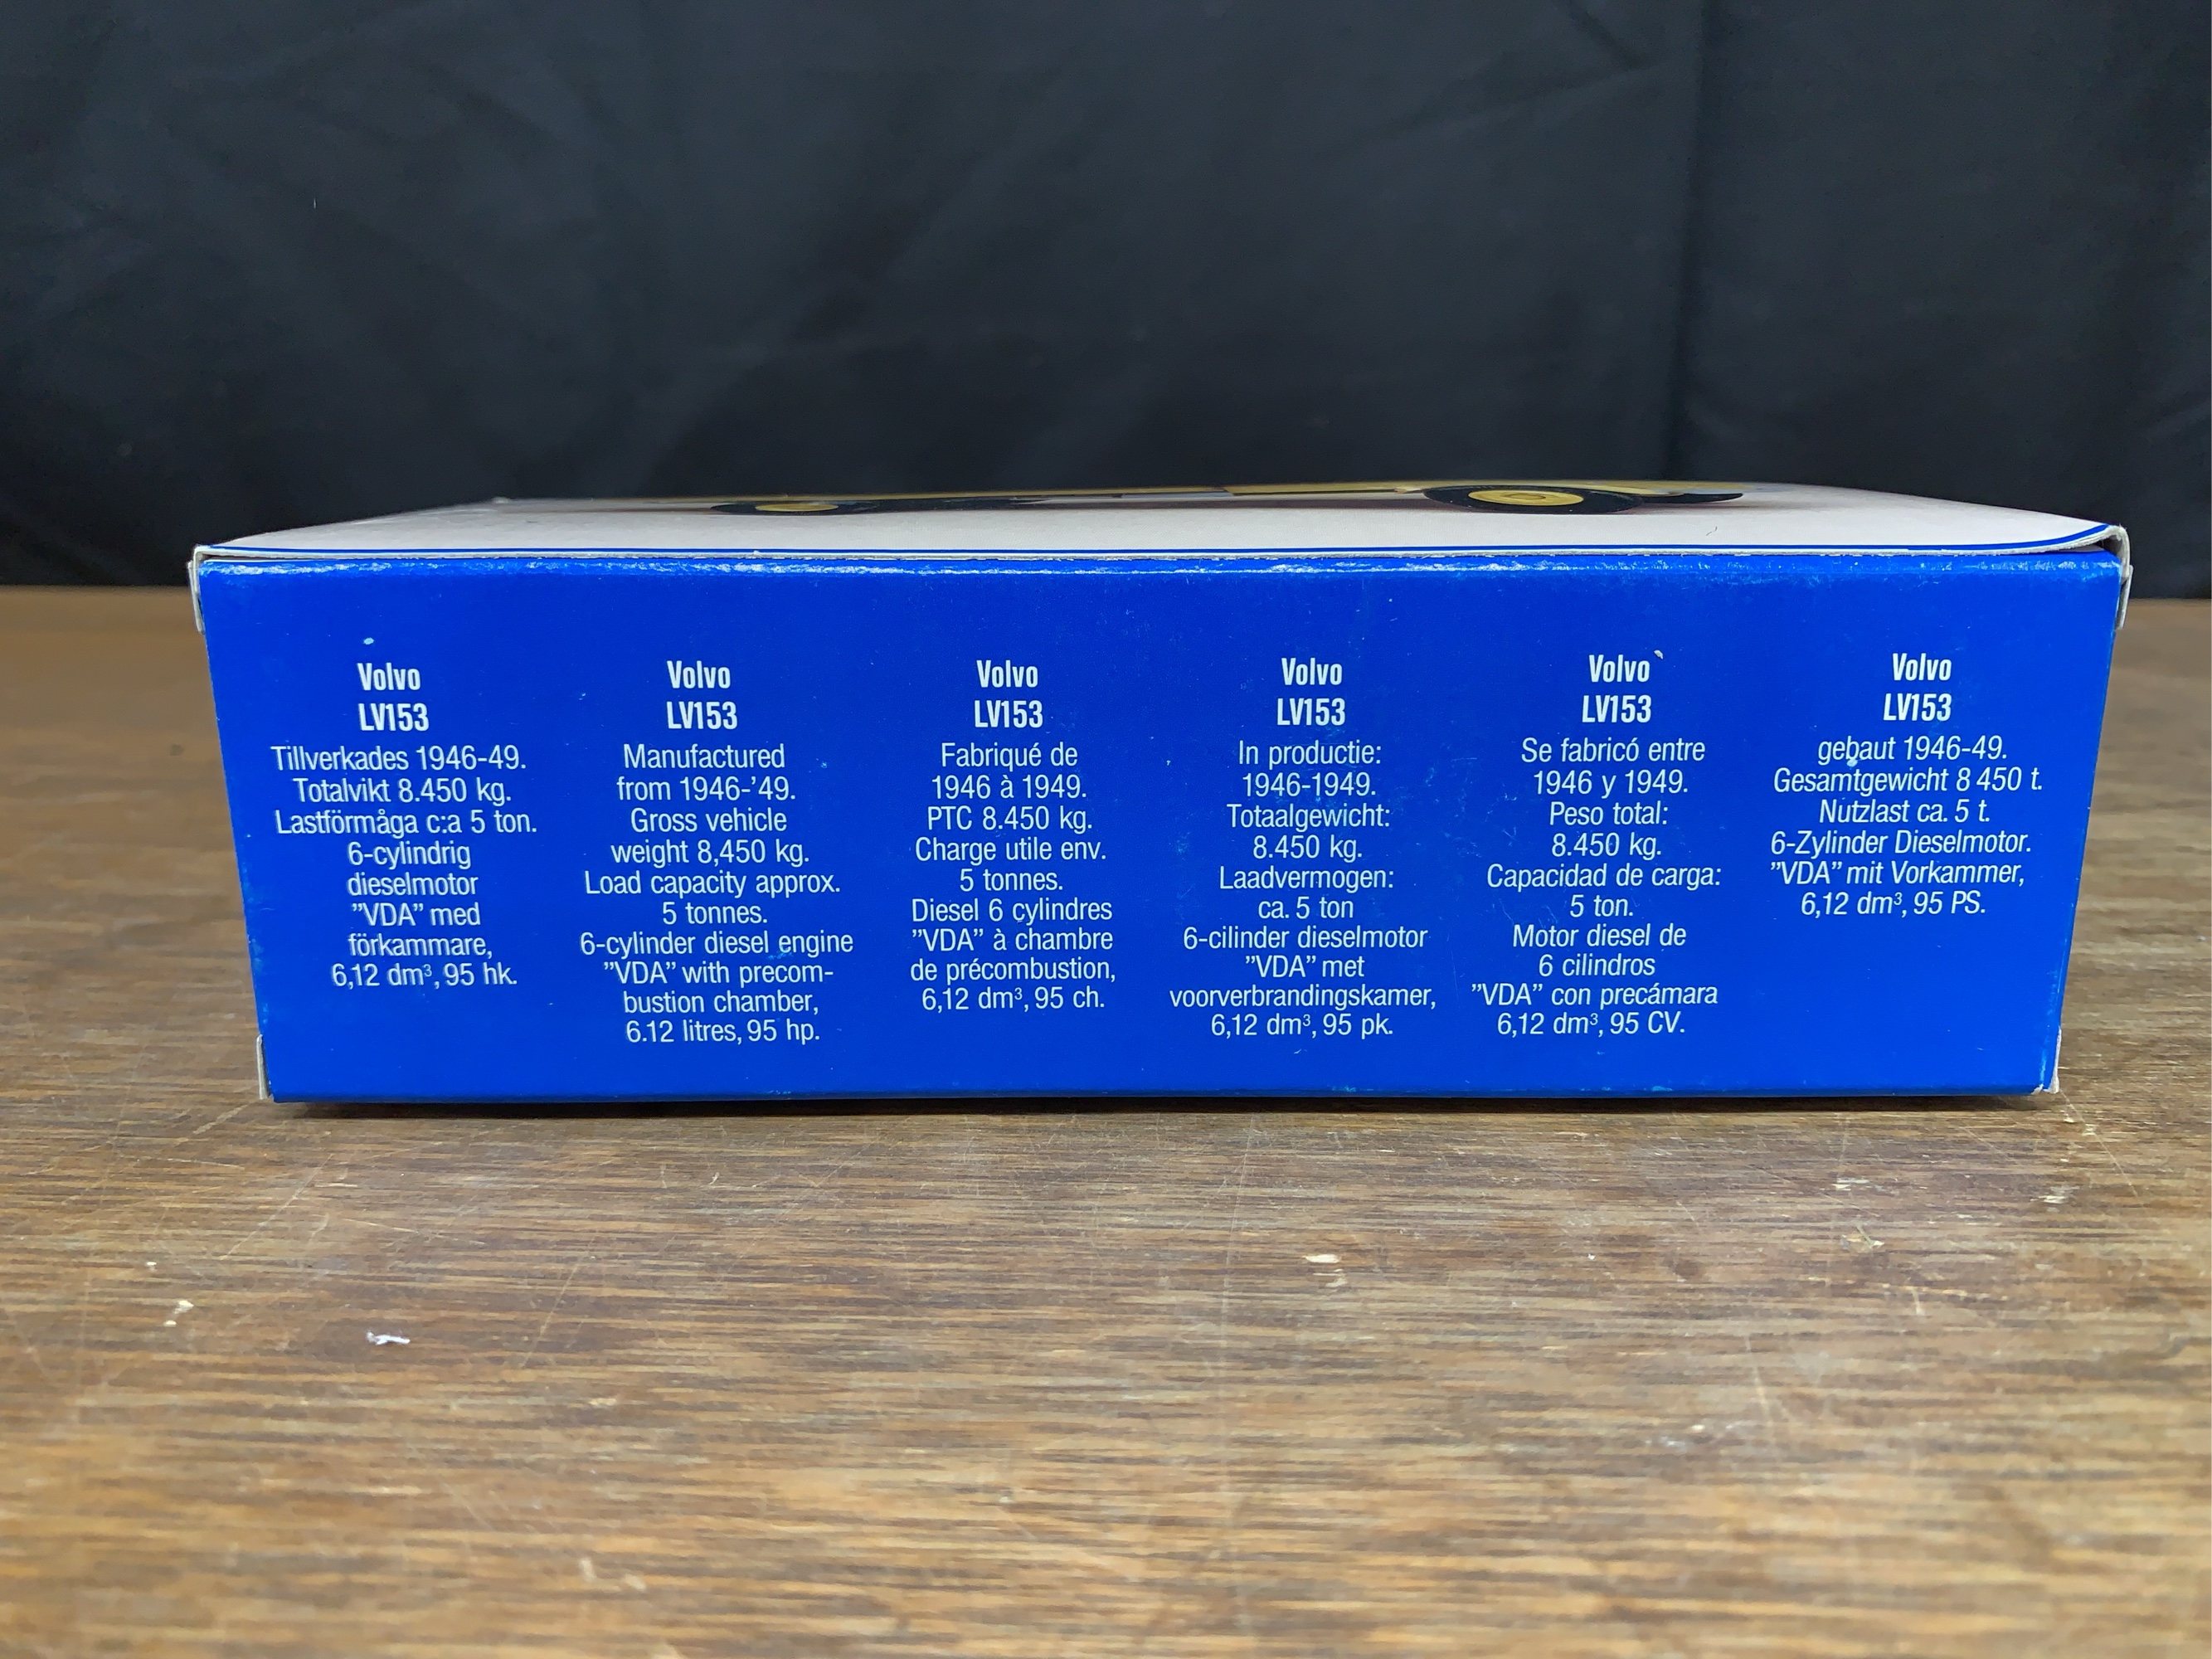 Volvo
LV153
Tillverkades 1946-49.
Totalvikt 8.450 kg.
Lastförmåga c:a 5 ton.
6-cylindrig
dieselmotor
”VDA” med
förkammare,
6,12 dm³, 95 hk.
Volvo
LV153
Manufactured
from 1946-’49.
Gross vehicle
weight 8,450 kg.
Load capacity approx.
5 tonnes.
6-cylinder diesel engine
”VDA” with precom-
bustion chamber,
6.12 litres, 95 hp.
Volvo
LV153
Fabriqué de
1946 à 1949.
PTC 8.450 kg.
Charge utile env.
5 tonnes.
Diesel 6 cylindres
”VDA” à chambre
de précombustion,
6,12 dm³, 95 ch.
Volvo
LV153
In productie:
1946-1949.
Totaalgewicht:
8.450 kg.
Laadvermogen:
ca. 5 ton
6-cilinder dieselmotor
”VDA” met
voorverbrandingskamer,
6,12 dm³, 95 pk.
Volvo
LV153
Se fabricó entre
1946 y 1949.
Peso total:
8.450 kg.
Capacidad de carga:
5 ton.
Motor diesel de
6 cilindros
”VDA” con precámara
6,12 dm³, 95 CV.
Volvo
LV153
gebaut 1946-49.
Gesamtgewicht 8 450 t.
Nutzlast ca. 5 t.
6-Zylinder Dieselmotor.
”VDA” mit Vorkammer,
6,12 dm³, 95 PS.